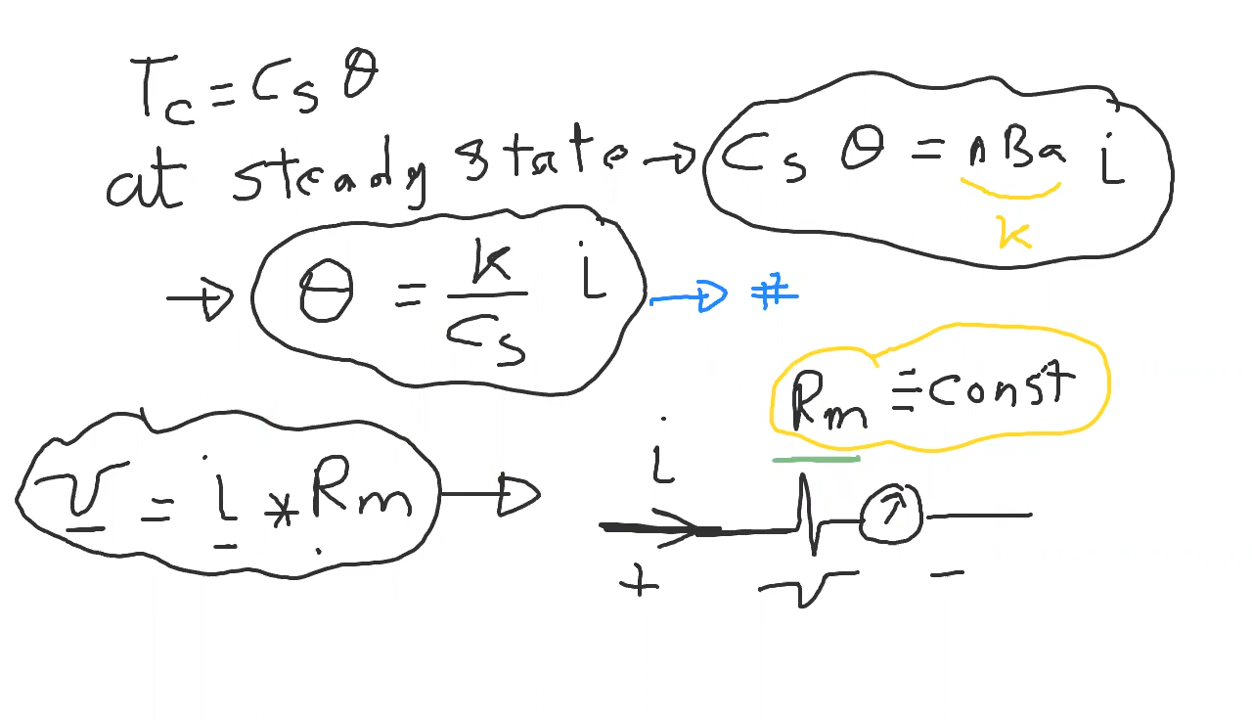 Tc = Cs θ
at steady state → Cs θ = nBa i
k
→ θ = k/Cs i → #
Rm ≡ const
v = i * Rm →
i
+ v −